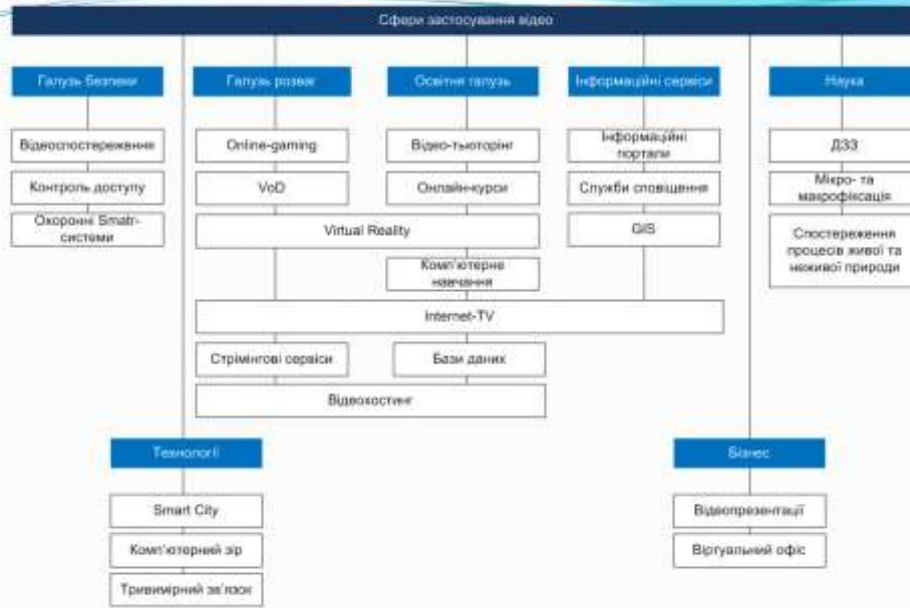 Сфери застосування відео
Галузь безпеки
Відеоспостереження
Контроль доступу
Охоронні Smatr-
системи
Галузь розваг
Освітня галузь
Online-gaming
Відео-тьюторінг
VoD
Онлайн-курси
Virtual Reality
Комп'ютерне
навчання
Інформаційні сервіси
Інформаційні
портали
Служби сповіщення
GIS
Internet-TV
Стрімінгові сервіси
Бази даних
Відеохостинг
Наука
ДЗЗ
Мікро- та
макрофіксація
Спостереження
процесів живої та
неживої природи
Технології
Smart City
Комп'ютерний зір
Тривимірний зв'язок
Бізнес
Відеопрезентації
Віртуальний офіс